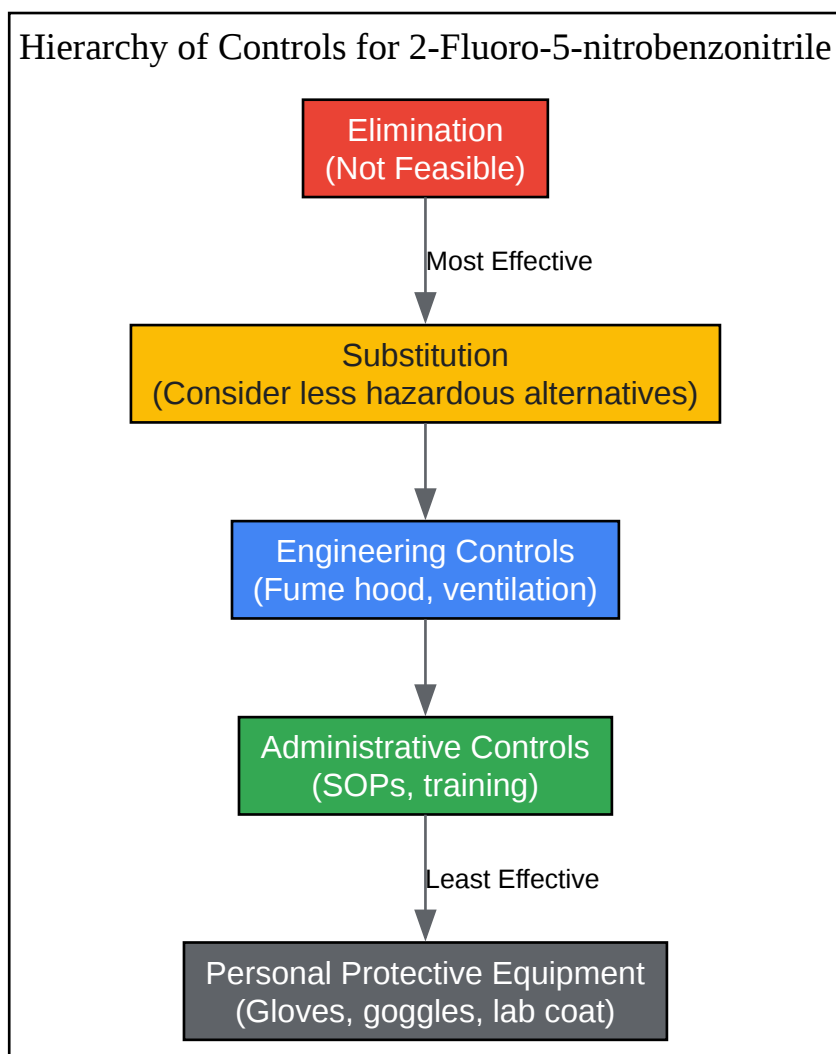 Hierarchy of Controls for 2-Fluoro-5-nitrobenzonitrile
Elimination
(Not Feasible)
Most Effective
Substitution
(Consider less hazardous alternatives)
Engineering Controls
(Fume hood, ventilation)
Administrative Controls
(SOPs, training)
Least Effective
Personal Protective Equipment
(Gloves, goggles, lab coat)